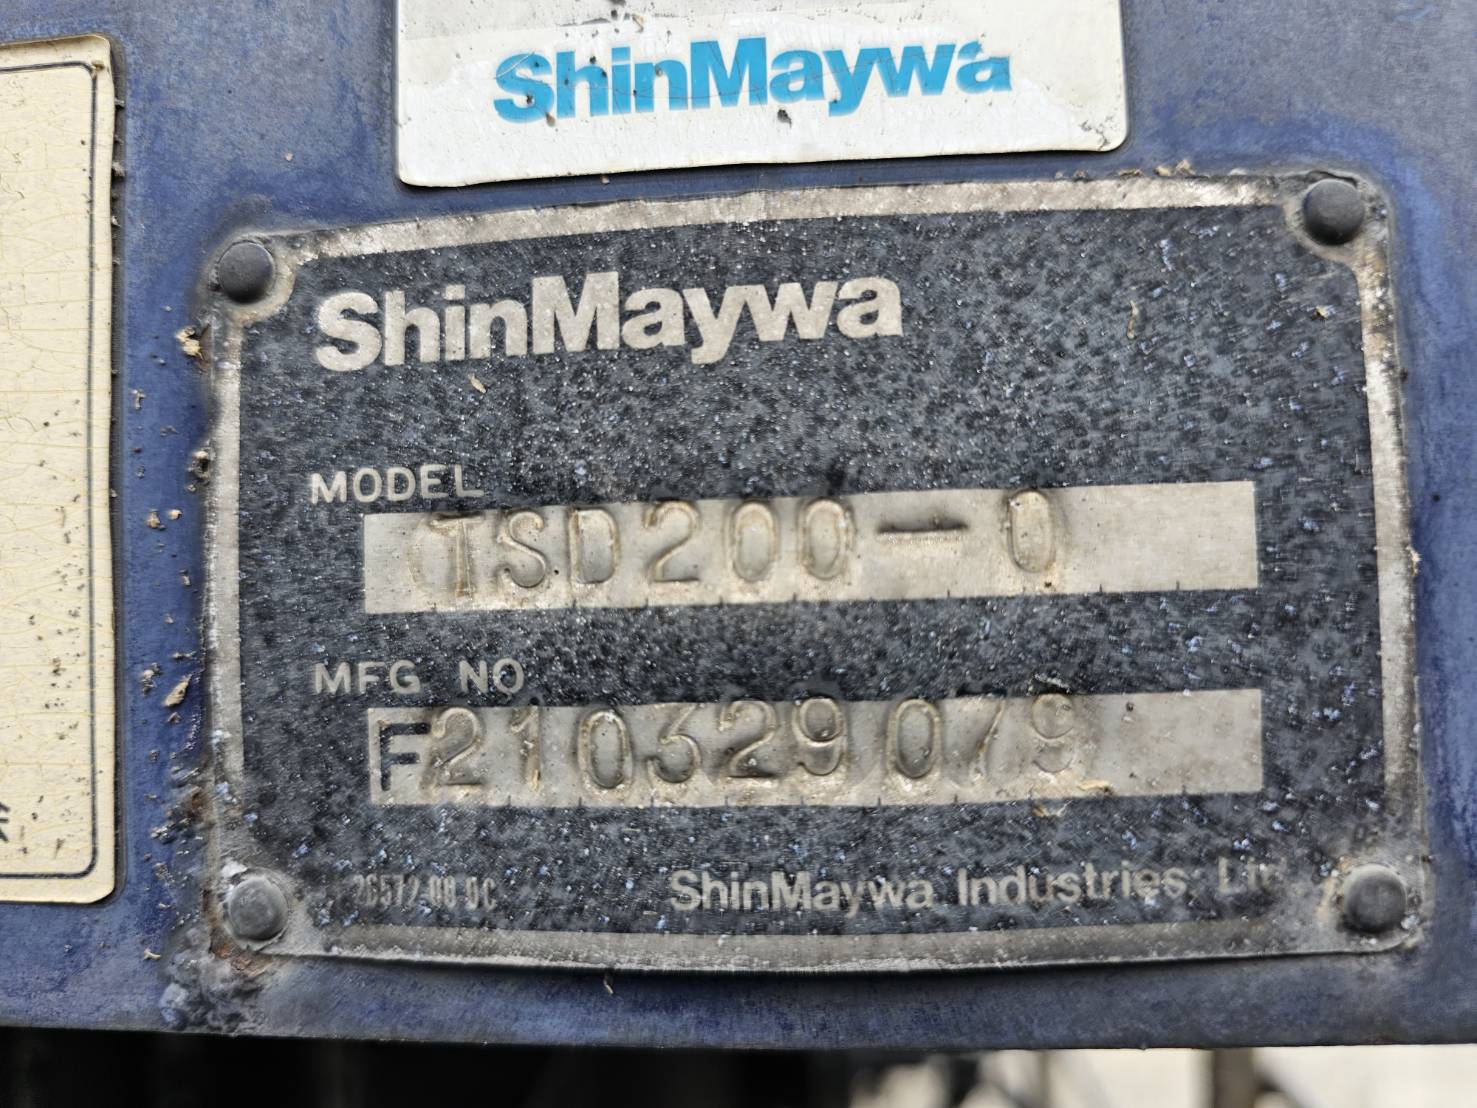 ShinMaywa
ShinMaywa
MODEL
TSD200-0
MFG NO
F210329079
ShinMaywa Industries, Ltd.